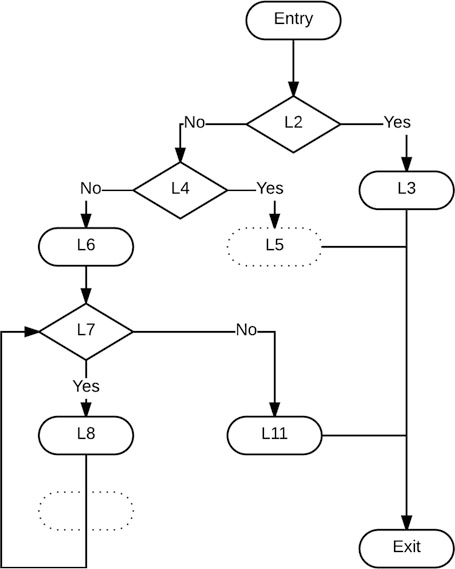 Entry
L2
No
Yes
L4
L3
No
Yes
L6
L5
L7
No
Yes
L8
L11
Exit